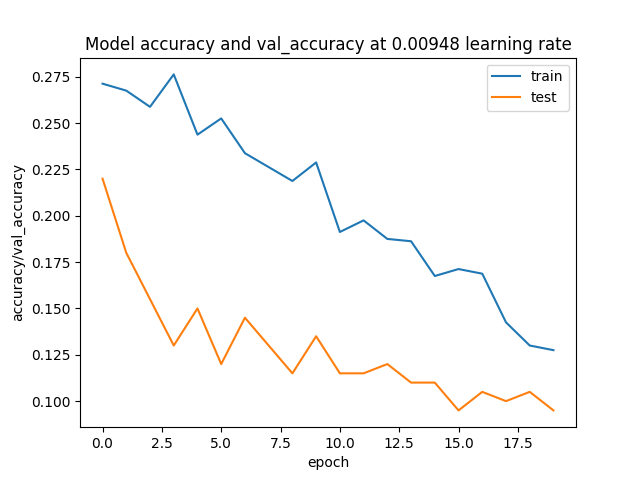 Model accuracy and val_accuracy at 0.00948 learning rate
train
test
accuracy/val_accuracy
0.275
0.250
0.225
0.200
0.175
0.150
0.125
0.100
0.0 2.5 5.0 7.5 10.0 12.5 15.0 17.5
epoch